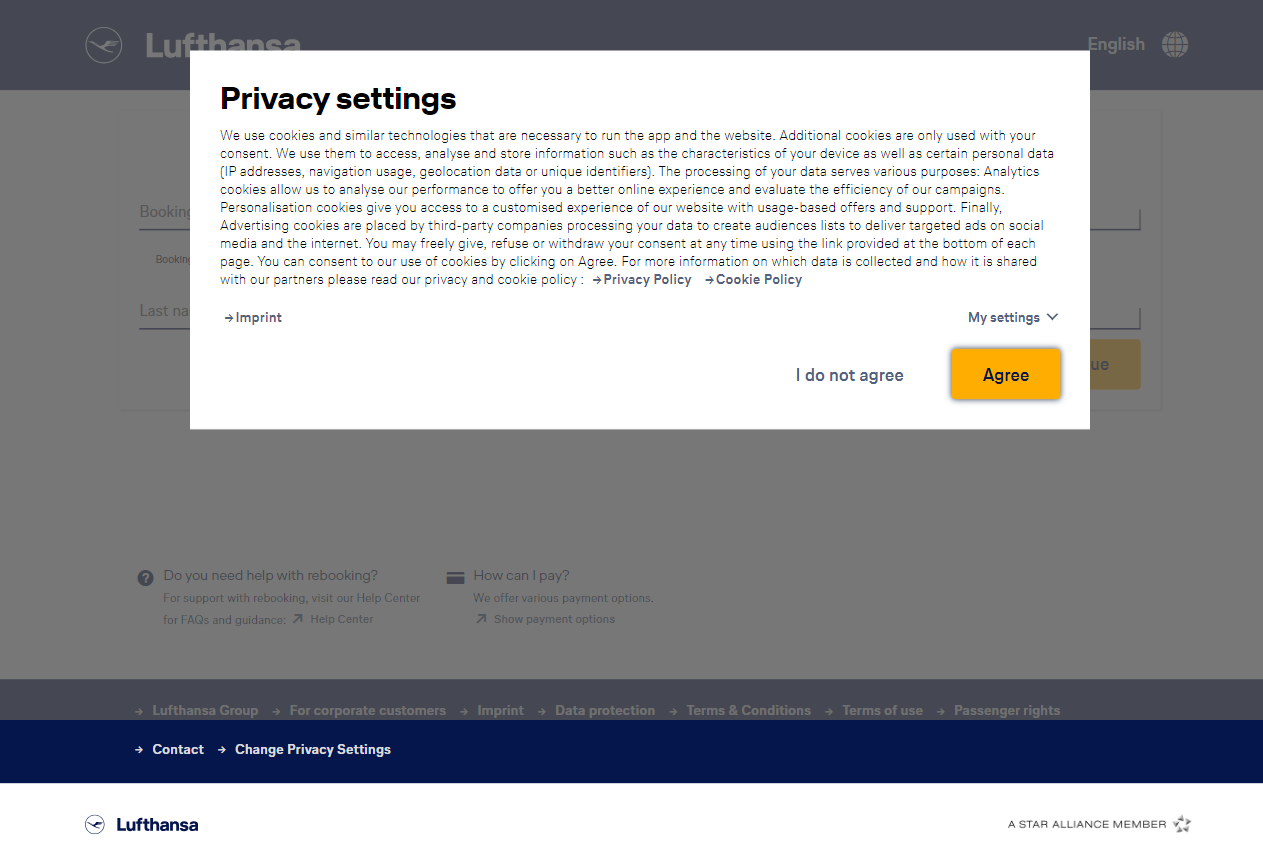 Lufthansa
English
Privacy settings
We use cookies and similar technologies that are necessary to run the app and the website. Additional cookies are only used with your
consent. We use them to access, analyse and store information such as the characteristics of your device as well as certain personal data
(IP addresses, navigation usage, geolocation data or unique identifiers). The processing of your data serves various purposes: Analytics
cookies allow us to analyse our performance to offer you a better online experience and evaluate the efficiency of our campaigns.
Personalisation cookies give you access to a customised experience of our website with usage-based offers and support. Finally,
Advertising cookies are placed by third-party companies processing your data to create audiences lists to deliver targeted ads on social
media and the internet. You may freely give, refuse or withdraw your consent at any time using the link provided at the bottom of each
page. You can consent to our use of cookies by clicking on Agree. For more information on which data is collected and how it is shared
with our partners please read our privacy and cookie policy : → Privacy Policy → Cookie Policy
Booking
Booking
Last na
→ Imprint
My settings
I do not agree
Agree
ue
Do you need help with rebooking?
For support with rebooking, visit our Help Center
for FAQs and guidance: Help Center
How can I pay?
We offer various payment options.
Show payment options
→ Lufthansa Group → For corporate customers → Imprint → Data protection → Terms & Conditions → Terms of use → Passenger rights
→ Contact → Change Privacy Settings
Lufthansa
A STAR ALLIANCE MEMBER